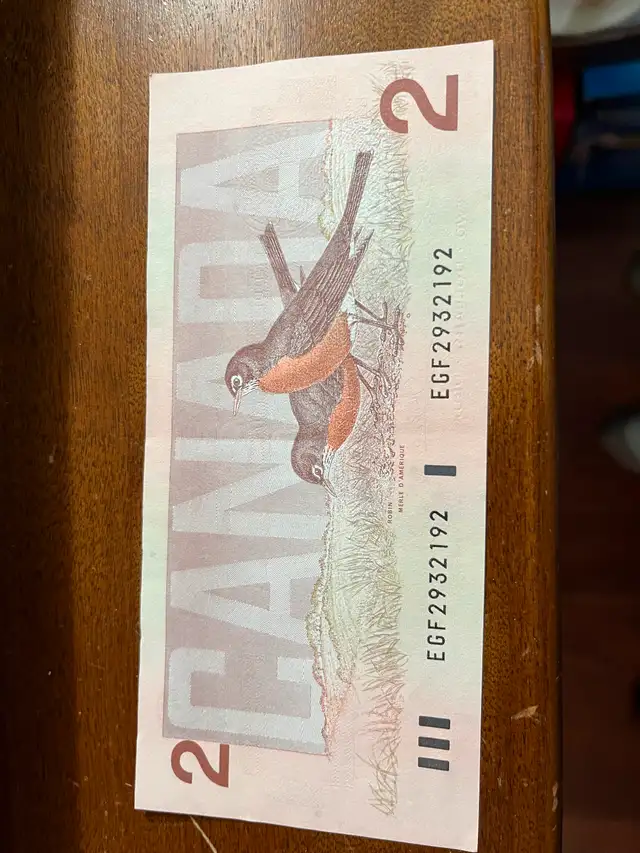 2
CANADA
ROBIN
MERLE D'AMÉRIQUE
EGF2932192
EGF2932192
2